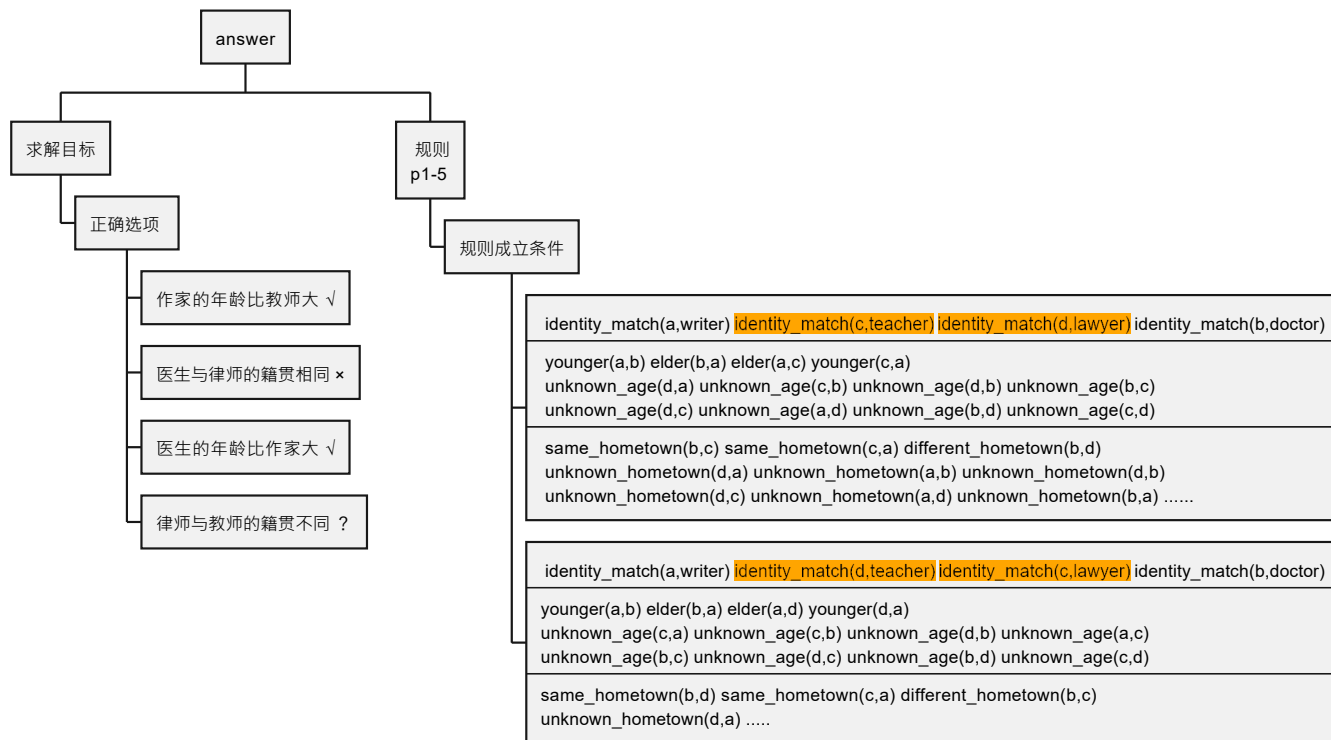 answer
求解目标
规则
p1-5
正确选项
规则成立条件
作家的年龄比教师大 √
医生与律师的籍贯相同 ×
医生的年龄比作家大 √
律师与教师的籍贯不同 ?
identity_match(a,writer) identity_match(c,teacher) identity_match(d,lawyer) identity_match(b,doctor)
younger(a,b) elder(b,a) elder(a,c) younger(c,a)
unknown_age(d,a) unknown_age(c,b) unknown_age(d,b) unknown_age(b,c)
unknown_age(d,c) unknown_age(a,d) unknown_age(b,d) unknown_age(c,d)
same_hometown(b,c) same_hometown(c,a) different_hometown(b,d)
unknown_hometown(d,a) unknown_hometown(a,b) unknown_hometown(d,b)
unknown_hometown(d,c) unknown_hometown(a,d) unknown_hometown(b,a) ......
identity_match(a,writer) identity_match(d,teacher) identity_match(c,lawyer) identity_match(b,doctor)
younger(a,b) elder(b,a) elder(a,d) younger(d,a)
unknown_age(c,a) unknown_age(c,b) unknown_age(d,b) unknown_age(a,c)
unknown_age(b,c) unknown_age(d,c) unknown_age(b,d) unknown_age(c,d)
same_hometown(b,d) same_hometown(c,a) different_hometown(b,c)
unknown_hometown(d,a) .....